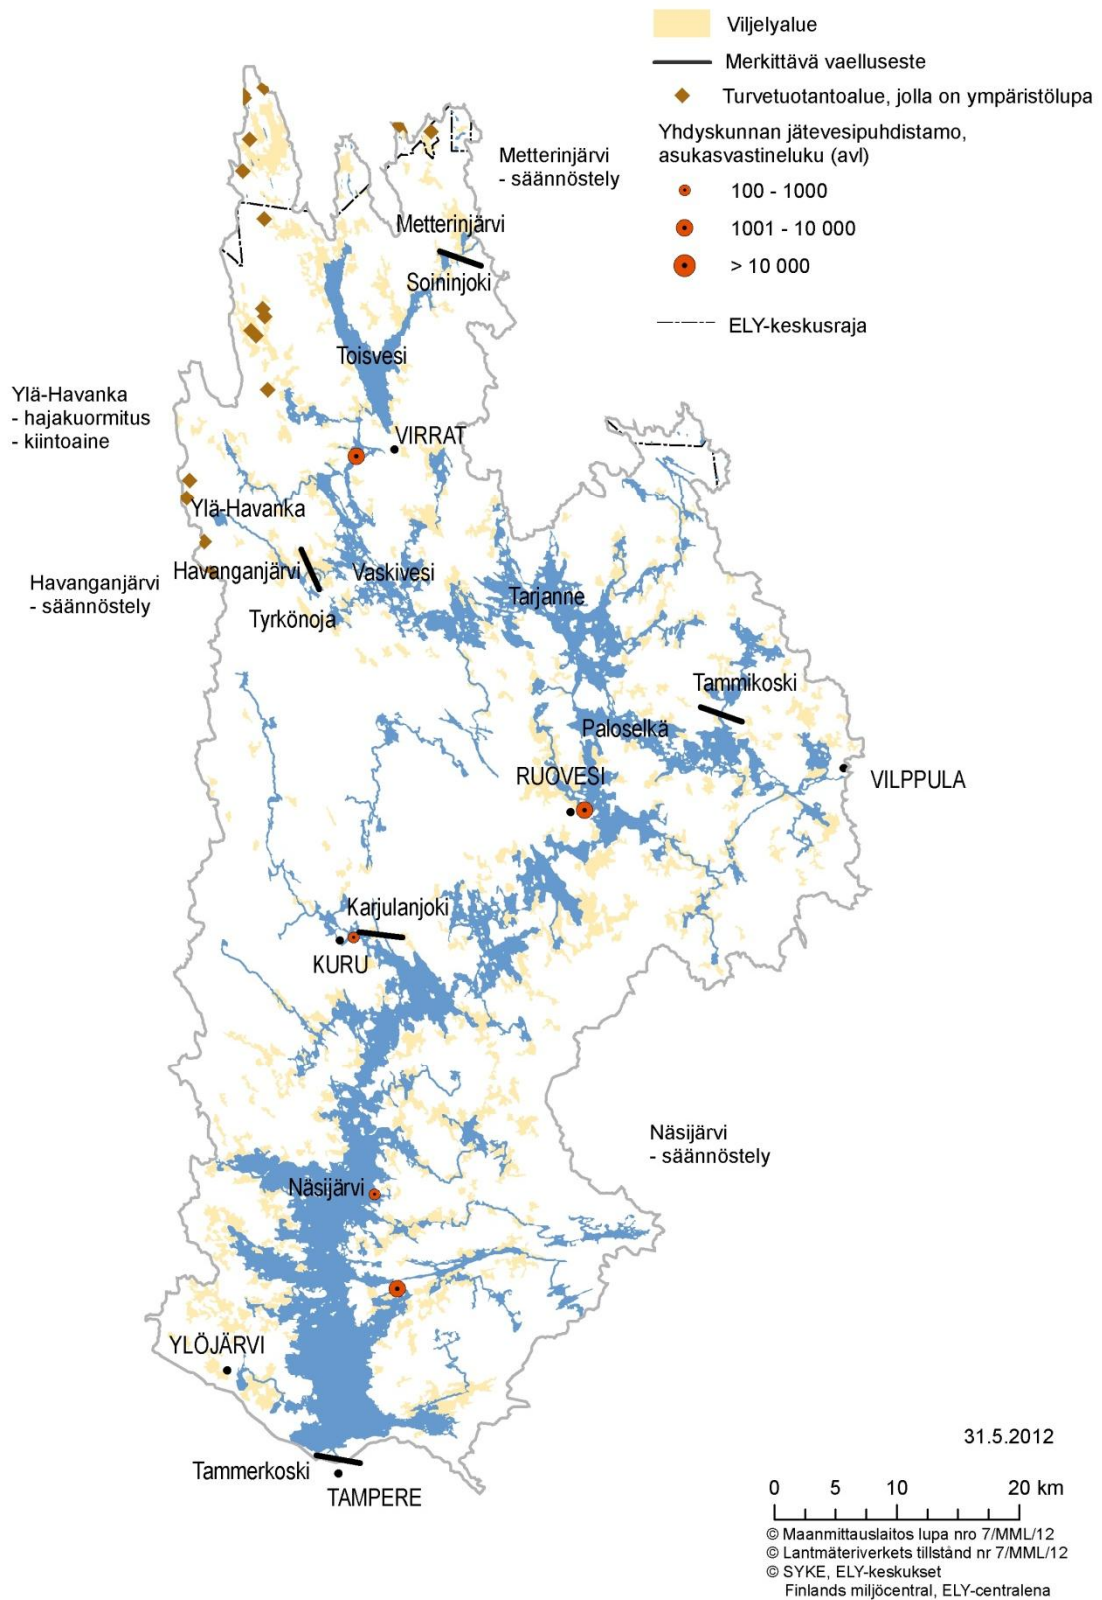 Viljelyalue
Merkittävä vaelluseste
Turvetuotantoalue, jolla on ympäristölupa
Yhdyskunnan jätevesipuhdistamo,
asukasvastineluku (avl)
100 - 1000
1001 - 10 000
> 10 000
ELY-keskusraja
Metterinjärvi
- säännöstely
Metterinjärvi
Soininjoki
Toisvesi
Ylä-Havanka
- hajakuormitus
- kiintoaine
VIRRAT
Ylä-Havanka
Havanganjärvi
Vaskivesi
Havanganjärvi
- säännöstely
Tyrkönoja
Tarjanne
Tammikoski
Paloselkä
RUOVESI
VILPPULA
Karjulanjoki
KURU
Näsijärvi
- säännöstely
Näsijärvi
YLÖJÄRVI
Tammerkoski
TAMPERE
31.5.2012
0 5 10 20 km
© Maanmittauslaitos lupa nro 7/MML/12
© Lantmäteriverkets tillstånd nr 7/MML/12
© SYKE, ELY-keskukset
Finlands miljöcentral, ELY-centralena